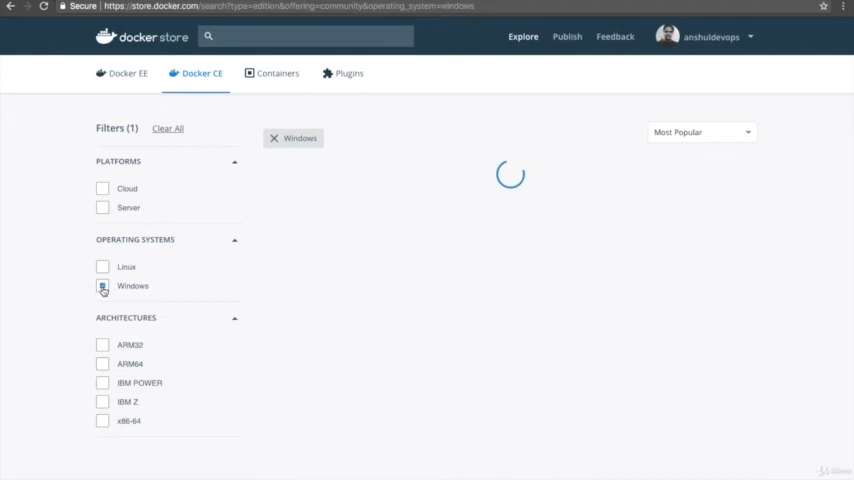 Secure | https://store.docker.com/search?type=edition&offering=community&operating_system=windows
docker store
Explore
Publish
Feedback
anshuldevops
Docker EE
Docker CE
Containers
Plugins
Filters (1)
Clear All
Windows
Most Popular
PLATFORMS
Cloud
Server
OPERATING SYSTEMS
Linux
Windows
ARCHITECTURES
ARM32
ARM64
IBM POWER
IBM Z
x86-64
Udemy